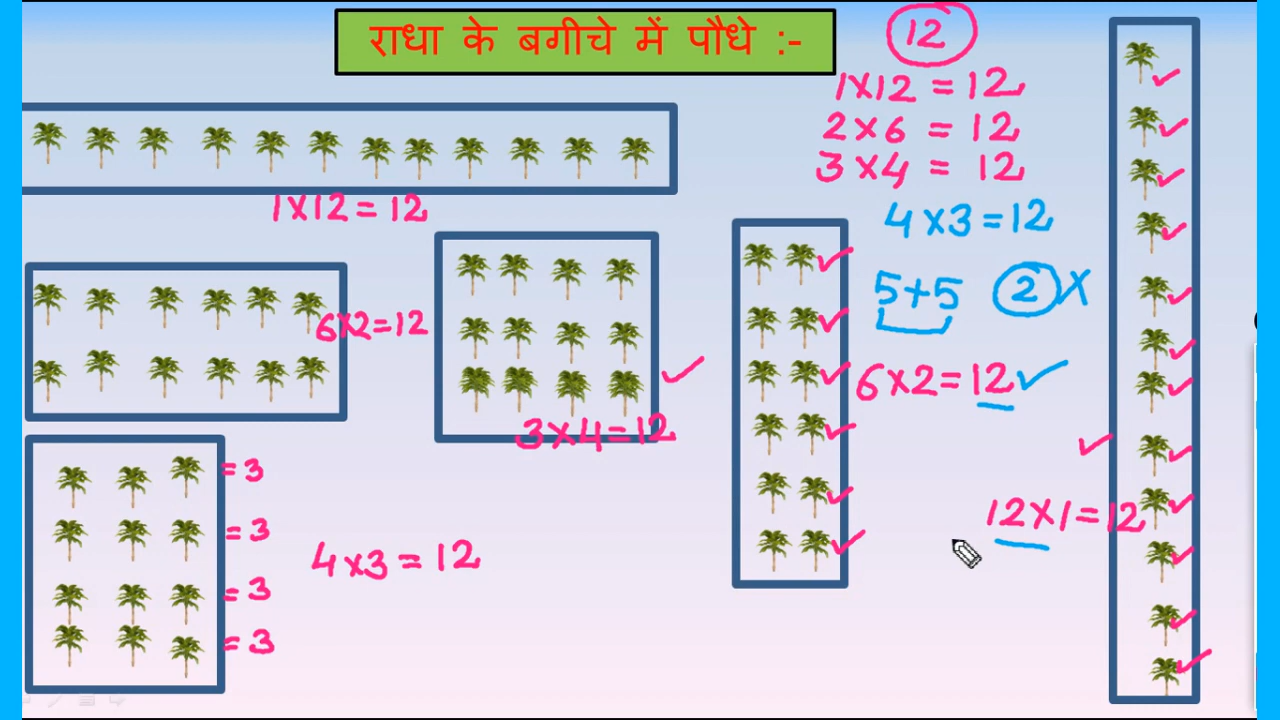 राधा के बगीचे में पौधे :-
12
1X12 = 12
2X6 = 12
3X4 = 12
4X3=12
5+5 2 X
1X12=12
6X2=12
3X4=12
6X2=12
12X1=12
=3
=3
=3
=3
4X3=12